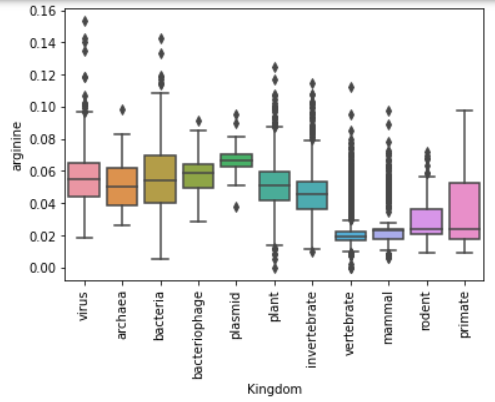 0.16
0.14
0.12
0.10
0.08
0.06
0.04
0.02
0.00
arginine
virus
archaea
bacteria
bacteriophage
plasmid
plant
invertebrate
vertebrate
mammal
rodent
primate
Kingdom